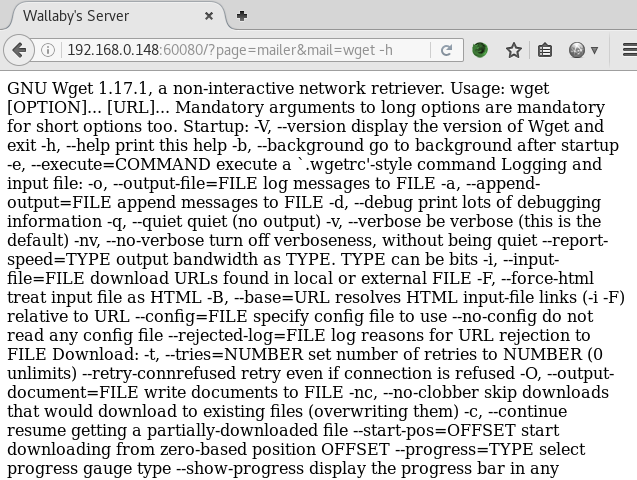 Wallaby's Server
192.168.0.148:60080/?page=mailer&mail=wget -h
GNU Wget 1.17.1, a non-interactive network retriever. Usage: wget
[OPTION]... [URL]... Mandatory arguments to long options are mandatory
for short options too. Startup: -V, --version display the version of Wget and
exit -h, --help print this help -b, --background go to background after startup
-e, --execute=COMMAND execute a `.wgetrc'-style command Logging and
input file: -o, --output-file=FILE log messages to FILE -a, --append-
output=FILE append messages to FILE -d, --debug print lots of debugging
information -q, --quiet quiet (no output) -v, --verbose be verbose (this is the
default) -nv, --no-verbose turn off verboseness, without being quiet --report-
speed=TYPE output bandwidth as TYPE. TYPE can be bits -i, --input-
file=FILE download URLs found in local or external FILE -F, --force-html
treat input file as HTML -B, --base=URL resolves HTML input-file links (-i -F)
relative to URL --config=FILE specify config file to use --no-config do not
read any config file --rejected-log=FILE log reasons for URL rejection to
FILE Download: -t, --tries=NUMBER set number of retries to NUMBER (0
unlimits) --retry-connrefused retry even if connection is refused -O, --output-
document=FILE write documents to FILE -nc, --no-clobber skip downloads
that would download to existing files (overwriting them) -c, --continue
resume getting a partially-downloaded file --start-pos=OFFSET start
downloading from zero-based position OFFSET --progress=TYPE select
progress gauge type --show-progress display the progress bar in any